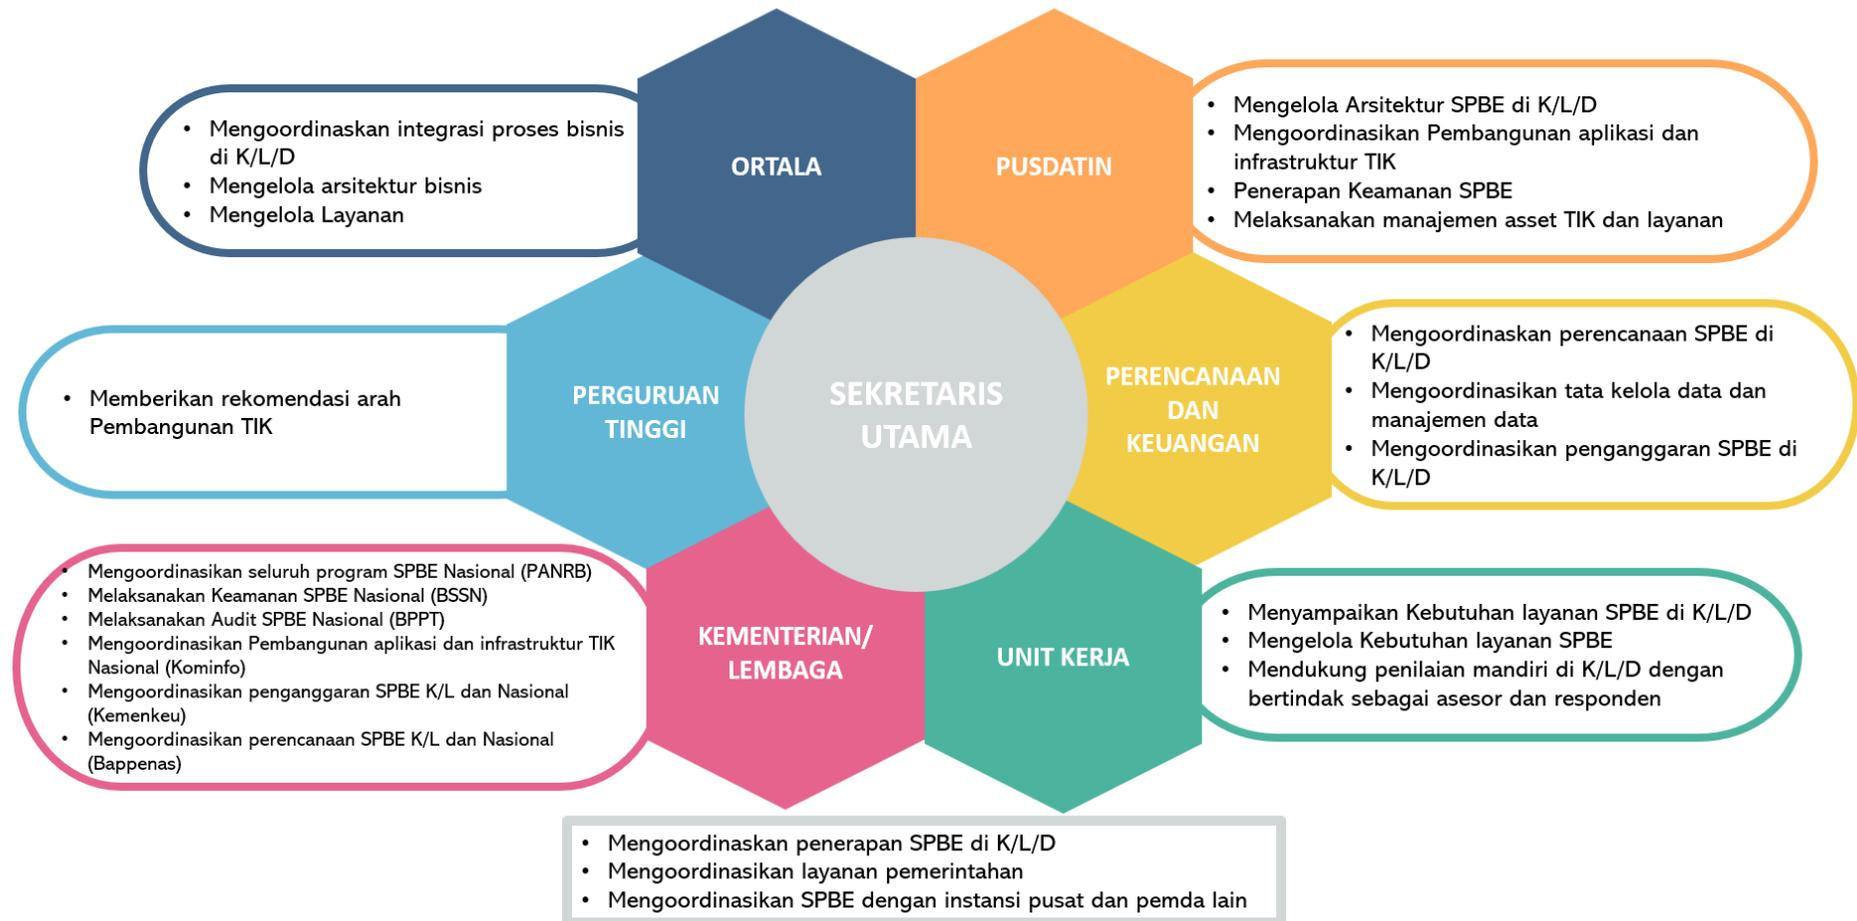 ORTALA
• Mengoordinaskan integrasi proses bisnis
di K/L/D
• Mengelola arsitektur bisnis
• Mengelola Layanan
PUSDATIN
• Mengelola Arsitektur SPBE di K/L/D
• Mengoordinasikan Pembangunan aplikasi dan
infrastruktur TIK
• Penerapan Keamanan SPBE
• Melaksanakan manajemen asset TIK dan layanan
PERGURUAN
TINGGI
• Memberikan rekomendasi arah
Pembangunan TIK
SEKRETARIS
UTAMA
PERENCANAAN
DAN
KEUANGAN
• Mengoordinaskan perencanaan SPBE di
K/L/D
• Mengoordinasikan tata kelola data dan
manajemen data
• Mengoordinasikan penganggaran SPBE di
K/L/D
KEMENTERIAN/
LEMBAGA
• Mengoordinasikan seluruh program SPBE Nasional (PANRB)
• Melaksanakan Keamanan SPBE Nasional (BSSN)
• Melaksanakan Audit SPBE Nasional (BPPT)
• Mengoordinasikan Pembangunan aplikasi dan infrastruktur TIK
Nasional (Kominfo)
• Mengoordinasikan penganggaran SPBE K/L dan Nasional
(Kemenkeu)
• Mengoordinasikan perencanaan SPBE K/L dan Nasional
(Bappenas)
UNIT KERJA
• Menyampaikan Kebutuhan layanan SPBE di K/L/D
• Mengelola Kebutuhan layanan SPBE
• Mendukung penilaian mandiri di K/L/D dengan
bertindak sebagai asesor dan responden
• Mengoordinaskan penerapan SPBE di K/L/D
• Mengoordinasikan layanan pemerintahan
• Mengoordinasikan SPBE dengan instansi pusat dan pemda lain